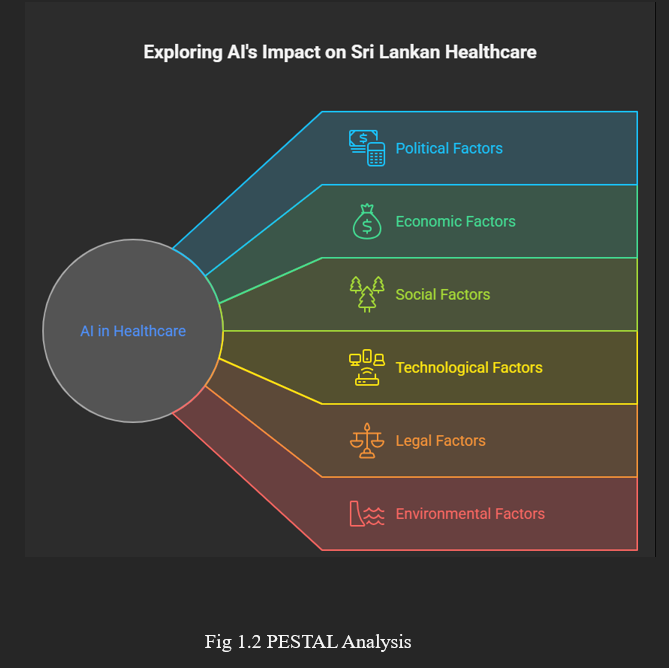 Exploring AI's Impact on Sri Lankan Healthcare
$
Political Factors
$
Economic Factors
Social Factors
AI in Healthcare
Technological Factors
Legal Factors
Environmental Factors
Fig 1.2 PESTAL Analysis